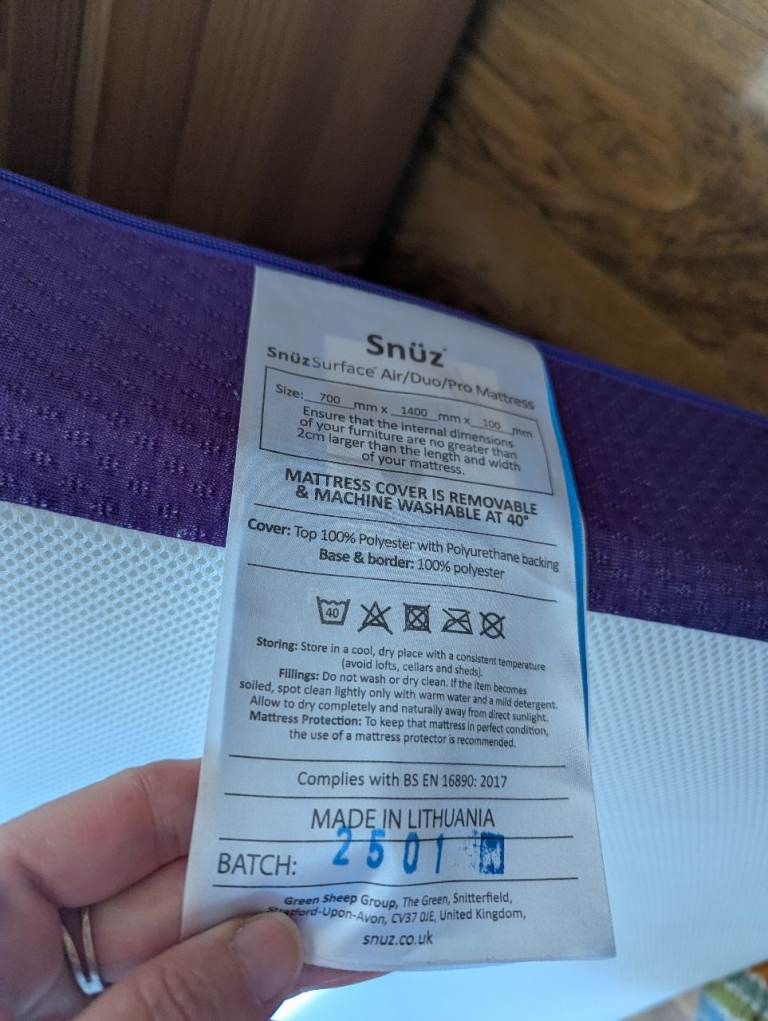 Snüz
SnüzSurface Air/Duo/Pro Mattress
Size: 700 mm x 1400 mm x 100 mm
Ensure that the internal dimensions
of your furniture are no greater than
2cm larger than the length and width
of your mattress.
MATTRESS COVER IS REMOVABLE
& MACHINE WASHABLE AT 40°
Cover: Top 100% Polyester with Polyurethane backing
Base & border: 100% polyester
40
Storing: Store in a cool, dry place with a consistent temperature
(avoid lofts, cellars and sheds).
Fillings: Do not wash or dry clean. If the item becomes
soiled, spot clean lightly only with warm water and a mild detergent.
Allow to dry completely and naturally away from direct sunlight.
Mattress Protection: To keep that mattress in perfect condition,
the use of a mattress protector is recommended.
Complies with BS EN 16890: 2017
MADE IN LITHUANIA
BATCH: 2501
Green Sheep Group, The Green, Snitterfield,
Stratford-Upon-Avon, CV37 0JE, United Kingdom,
snuz.co.uk